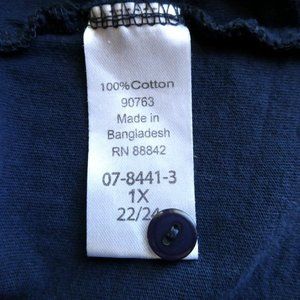 100% Cotton
90763
Made in
Bangladesh
RN 88842
07-8441-3
1X
22/24